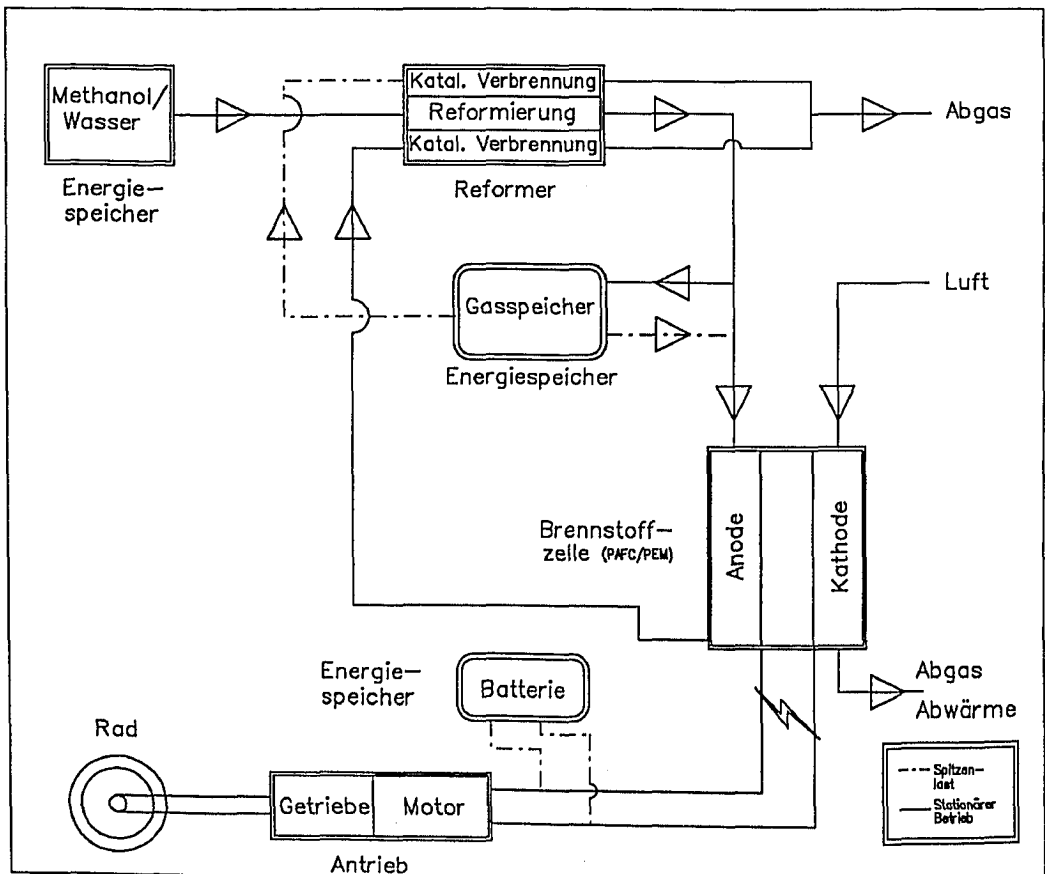 Methanol/
Wasser
Energie-
speicher
Katal. Verbrennung
Reformierung
Katal. Verbrennung
Reformer
Abgas
Gasspeicher
Energiespeicher
Luft
Brennstoff-
zelle (PAFC/PEM)
Anode
Kathode
Energie-
speicher
Batterie
Abgas
Abwärme
Rad
Getriebe
Motor
Antrieb
Spitzen-
last
Stationärer
Betrieb